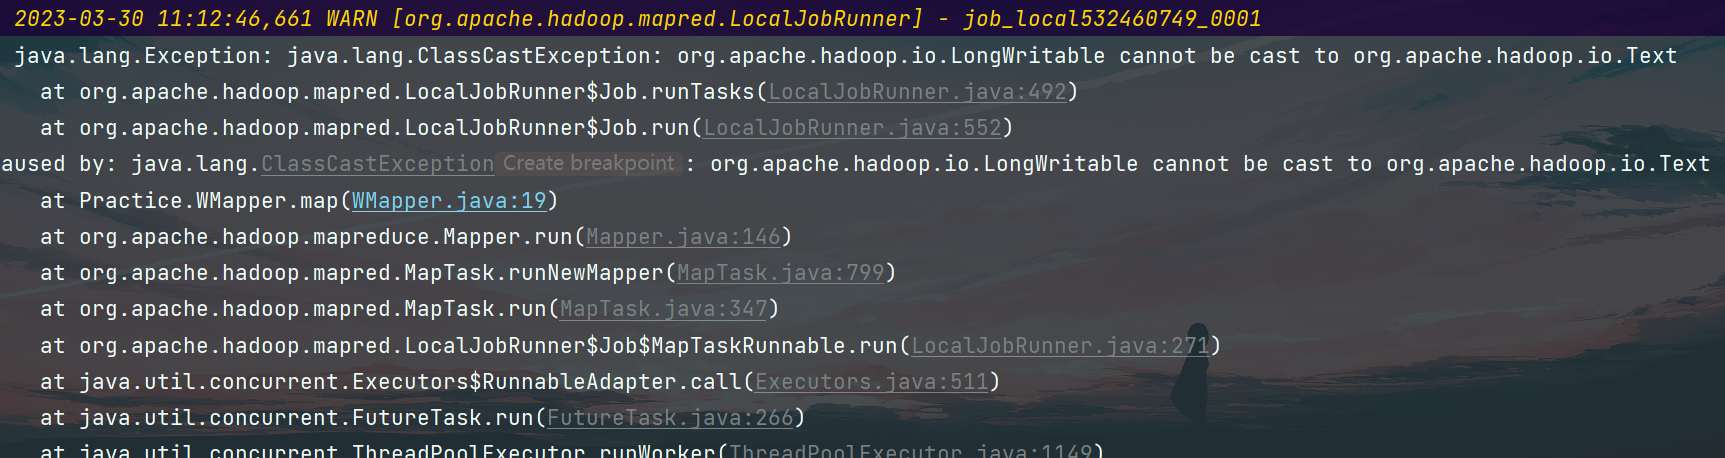 2023-03-30 11:12:46,661 WARN [org.apache.hadoop.mapred.LocalJobRunner] - job_local532460749_0001
java.lang.Exception: java.lang.ClassCastException: org.apache.hadoop.io.LongWritable cannot be cast to org.apache.hadoop.io.Text
at org.apache.hadoop.mapred.LocalJobRunner$Job.runTasks(LocalJobRunner.java:492)
at org.apache.hadoop.mapred.LocalJobRunner$Job.run(LocalJobRunner.java:552)
aused by: java.lang.ClassCastException Create breakpoint : org.apache.hadoop.io.LongWritable cannot be cast to org.apache.hadoop.io.Text
at Practice.WMapper.map(WMapper.java:19)
at org.apache.hadoop.mapreduce.Mapper.run(Mapper.java:146)
at org.apache.hadoop.mapred.MapTask.runNewMapper(MapTask.java:799)
at org.apache.hadoop.mapred.MapTask.run(MapTask.java:347)
at org.apache.hadoop.mapred.LocalJobRunner$Job$MapTaskRunnable.run(LocalJobRunner.java:271)
at java.util.concurrent.Executors$RunnableAdapter.call(Executors.java:511)
at java.util.concurrent.FutureTask.run(FutureTask.java:266)
at java.util.concurrent.ThreadPoolExecutor.runWorker(ThreadPoolExecutor.java:1149)